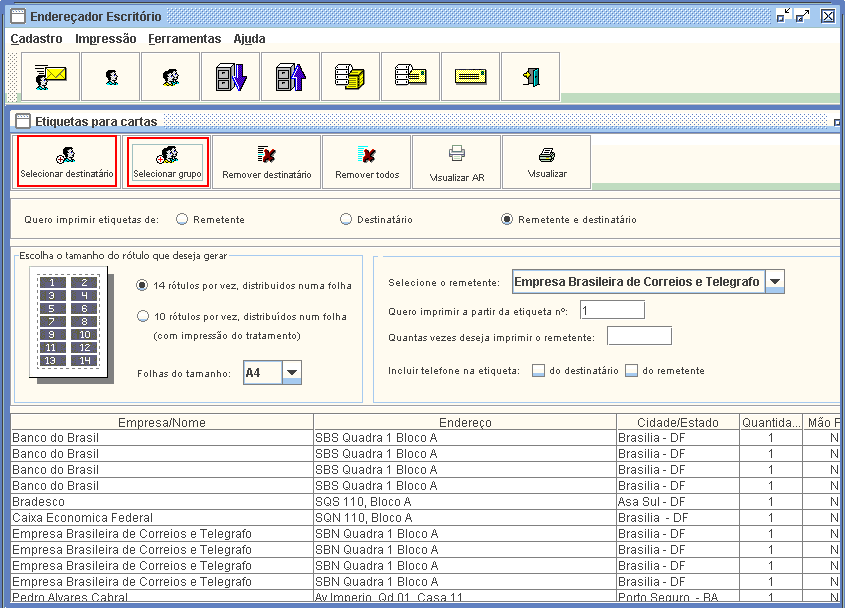 Endereçador Escritório
Cadastro Impressão Ferramentas Ajuda
Etiquetas para cartas
Selecionar destinatário Selecionar grupo Remover destinatário Remover todos Visualizar AR Visualizar
Quero imprimir etiquetas de: Remetente Destinatário Remetente e destinatário
Escolha o tamanho do rótulo que deseja gerar
1 2
3 4
5 6
7 8
9 10
11 12
13 14
14 rótulos por vez, distribuidos numa folha
10 rótulos por vez, distribuídos num folha
(com impressão do tratamento)
Folhas do tamanho: A4
Selecione o remetente: Empresa Brasileira de Correios e Telegrafo
Quero imprimir a partir da etiqueta nº: 1
Quantas vezes deseja imprimir o remetente:
Incluir telefone na etiqueta: do destinatário do remetente
Empresa/Nome Endereço Cidade/Estado Quantida... Mão P
Banco do Brasil SBS Quadra 1 Bloco A Brasilia - DF 1 N
Banco do Brasil SBS Quadra 1 Bloco A Brasilia - DF 1 N
Banco do Brasil SBS Quadra 1 Bloco A Brasilia - DF 1 N
Banco do Brasil SBS Quadra 1 Bloco A Brasilia - DF 1 N
Bradesco SQS 110, Bloco A Asa Sul - DF 1 N
Caixa Economica Federal SQN 110, Bloco A Brasilia - DF 1 N
Empresa Brasileira de Correios e Telegrafo SBN Quadra 1 Bloco A Brasilia - DF 1 N
Empresa Brasileira de Correios e Telegrafo SBN Quadra 1 Bloco A Brasilia - DF 1 N
Empresa Brasileira de Correios e Telegrafo SBN Quadra 1 Bloco A Brasilia - DF 1 N
Empresa Brasileira de Correios e Telegrafo SBN Quadra 1 Bloco A Brasilia - DF 1 N
Pedro Alvares Cabral Av Imperio, Qd 01, Casa 11 Porto Seguro - BA 1 N